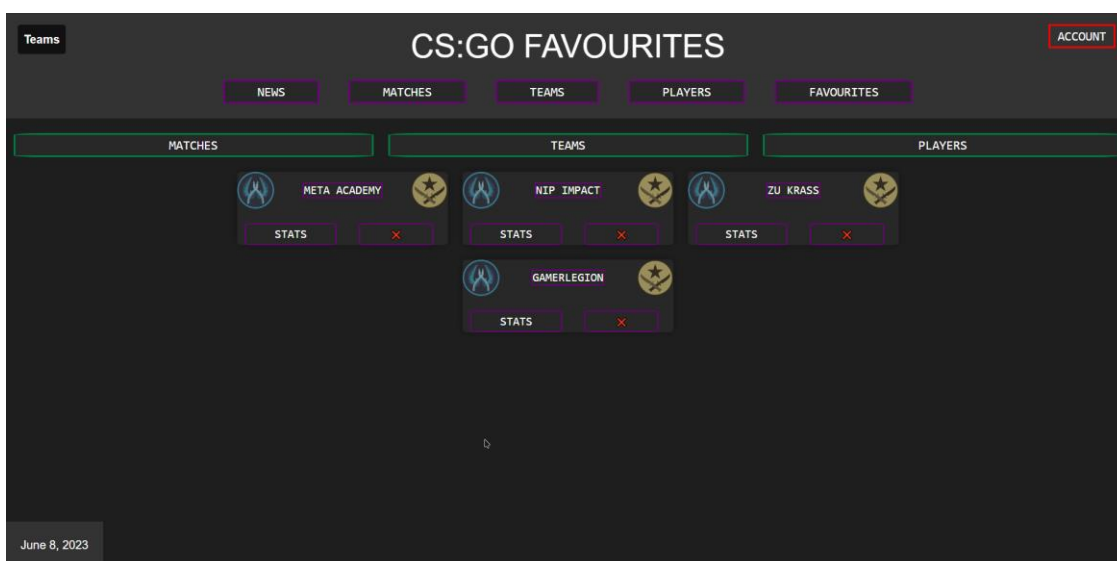 Teams
CS:GO FAVOURITES
ACCOUNT
NEWS MATCHES TEAMS PLAYERS FAVOURITES
MATCHES TEAMS PLAYERS
META ACADEMY NIP IMPACT ZU KRASS
STATS × STATS × STATS ×
GAMERLEGION
STATS ×
June 8, 2023